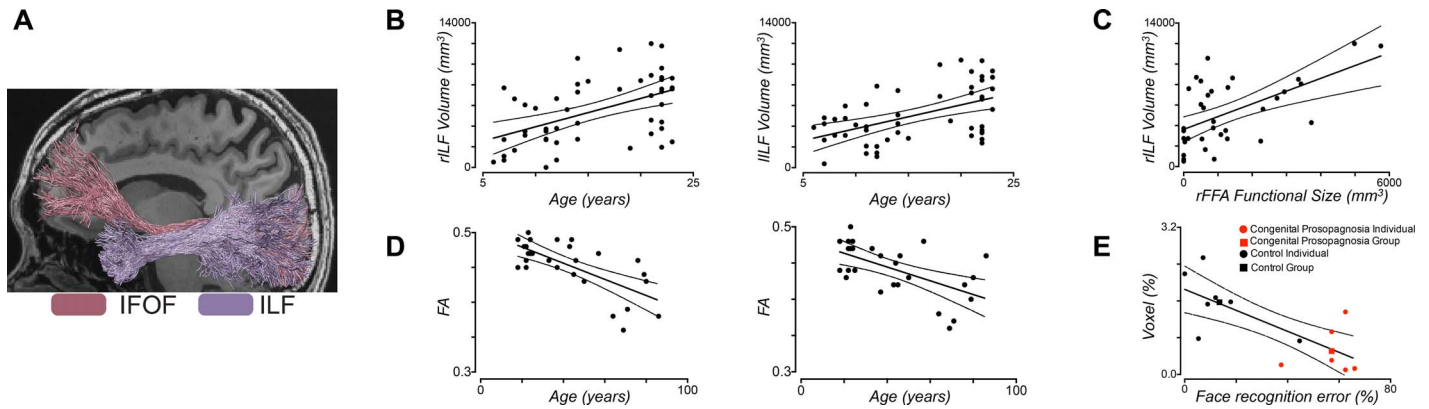 A
IFOF
ILF
B
14000
rILF Volume (mm³)
0
5
25
Age (years)
14000
lILF Volume (mm³)
0
5
25
Age (years)
C
14000
rILF Volume (mm³)
0
0
6000
rFFA Functional Size (mm³)
D
0.5
FA
0.3
0
100
Age (years)
0.5
FA
0.3
0
100
Age (years)
E
3.2
Voxel (%)
0.0
0
80
Face recognition error (%)
Congenital Prosopagnosia Individual
Congenital Prosopagnosia Group
Control Individual
Control Group